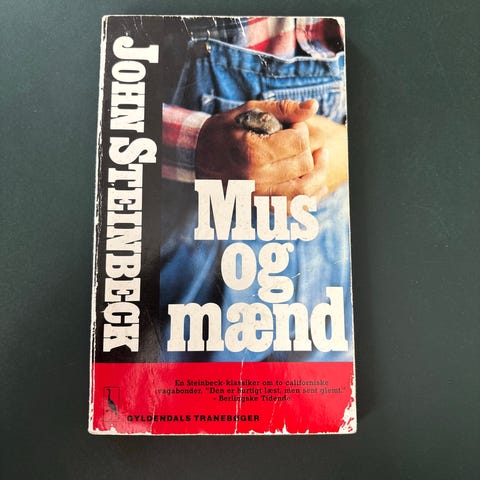 JOHN STEINBECK
Mus
og
mænd
En Steinbeck-klassiker om to californiske
vagabonder. "Den er hurtigt læst, men sent glemt."
- Berlingske Tidende
GYLDENDALS TRANEBØGER